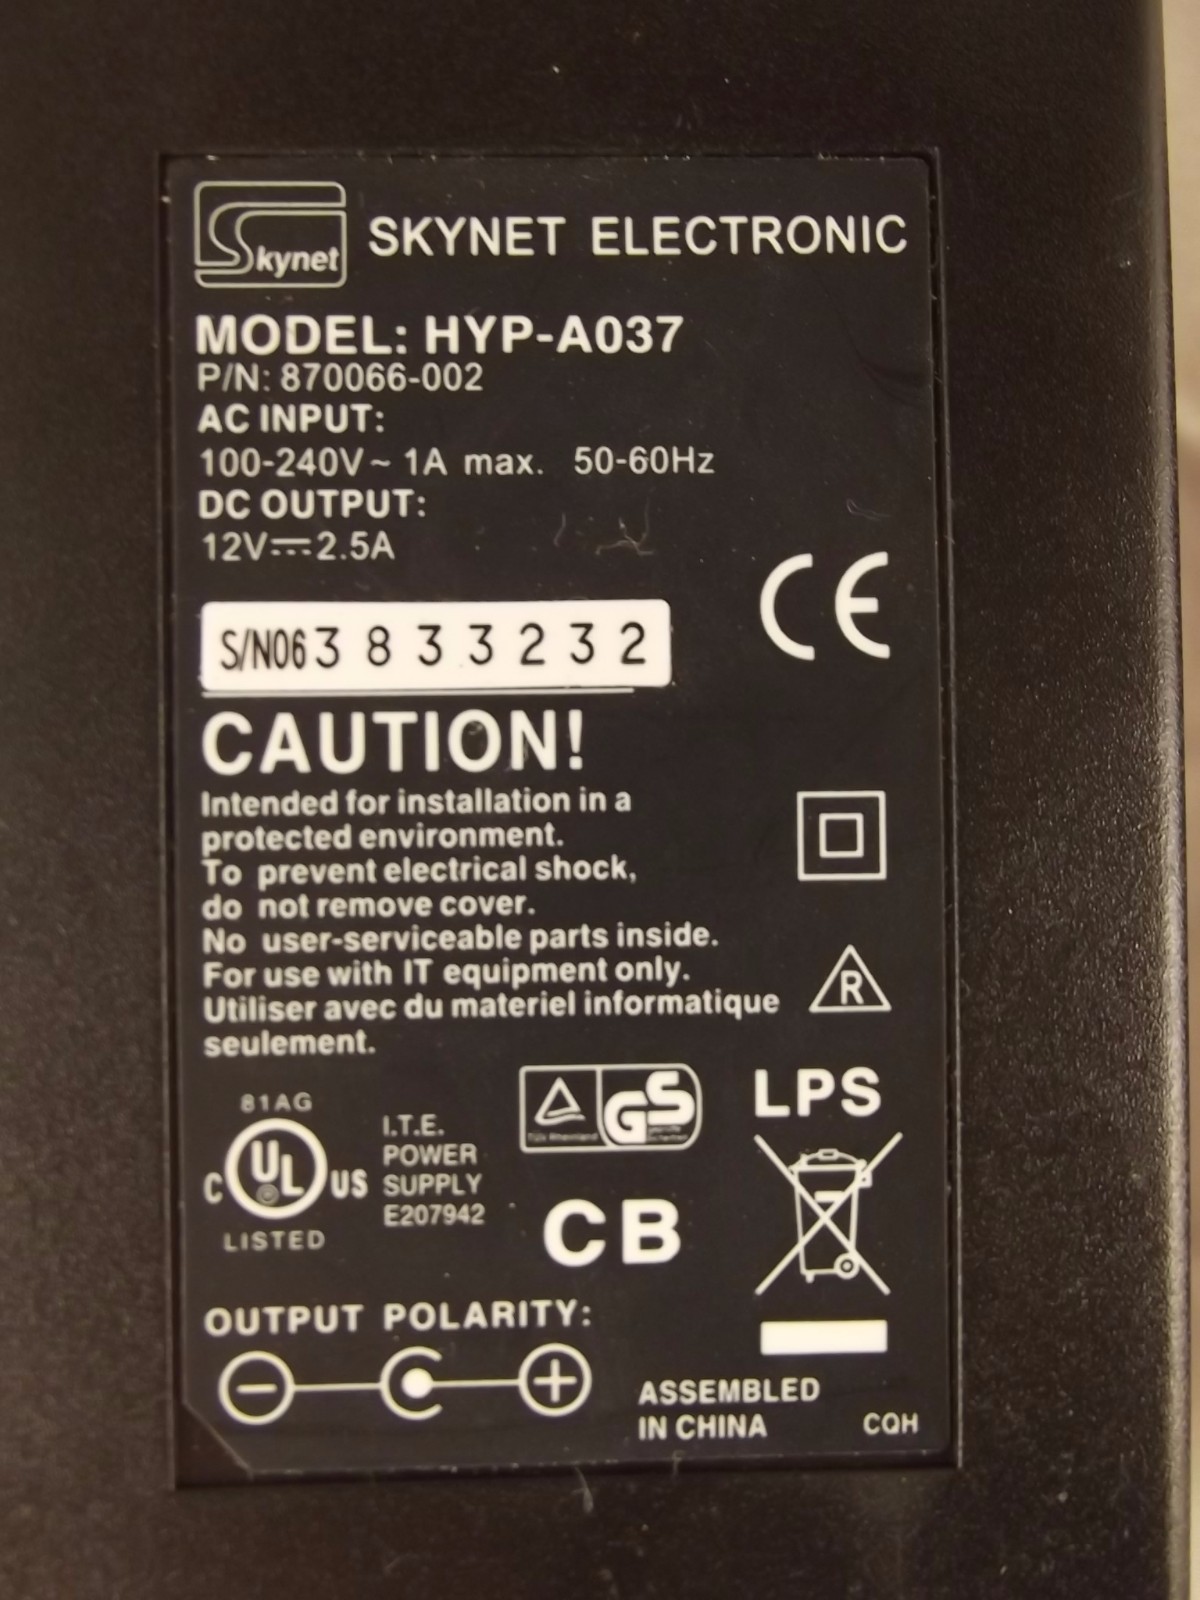 Skynet SKYNET ELECTRONIC
MODEL: HYP-A037
P/N: 870066-002
AC INPUT:
100-240V~ 1A max. 50-60Hz
DC OUTPUT:
12V⎓2.5A
CE
S/N06 3 8 3 3 2 3 2
CAUTION!
Intended for installation in a
protected environment.
To prevent electrical shock,
do not remove cover.
No user-serviceable parts inside.
For use with IT equipment only.
Utiliser avec du materiel informatique
seulement.
R
81AG
C UL US
LISTED
I.T.E.
POWER
SUPPLY
E207942
TÜV Rheinland
GS
geprüfte
Sicherheit
LPS
CB
OUTPUT POLARITY:
ASSEMBLED
IN CHINA
CQH